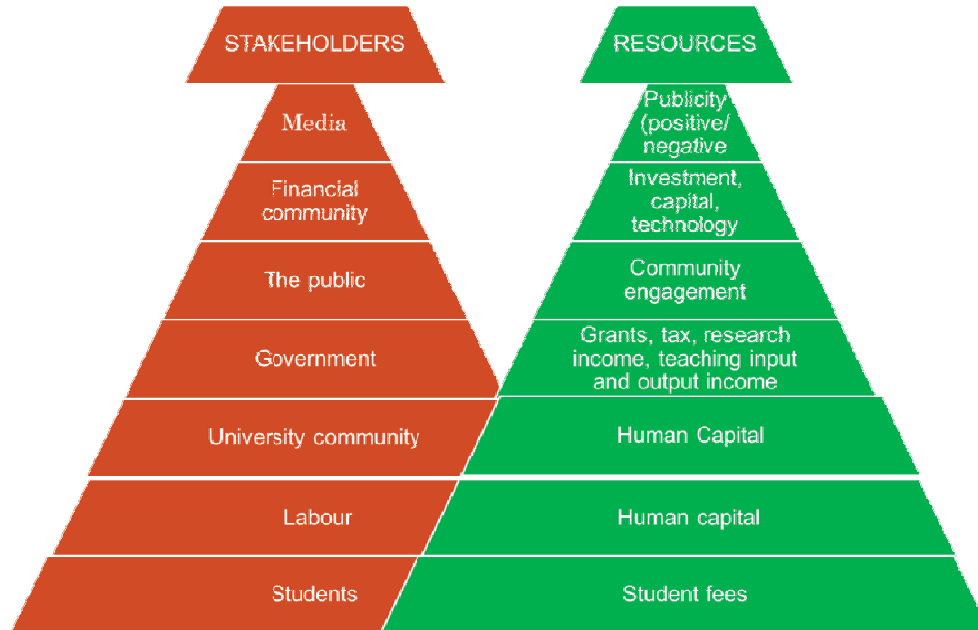 STAKEHOLDERS
Media
Financial
community
The public
Government
University community
Labour
Students
RESOURCES
Publicity
(positive/
negative
Investment,
capital,
technology
Community
engagement
Grants, tax, research
income, teaching input
and output income
Human Capital
Human capital
Student fees